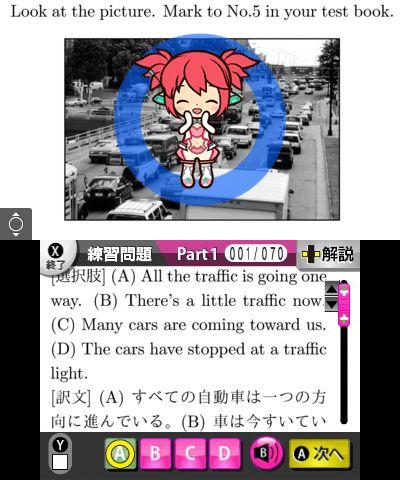 Look at the picture. Mark to No.5 in your test book.
X
終了
練習問題
Part1
001/070
解説
[選択肢] (A) All the traffic is going one
way. (B) There's a little traffic now.
(C) Many cars are coming toward us.
(D) The cars have stopped at a traffic
light.
[訳文] (A) すべての自動車は一つの方
向に進んでいる。(B) 車は今すいてい
Y
A
B
C
D
B
A 次へ